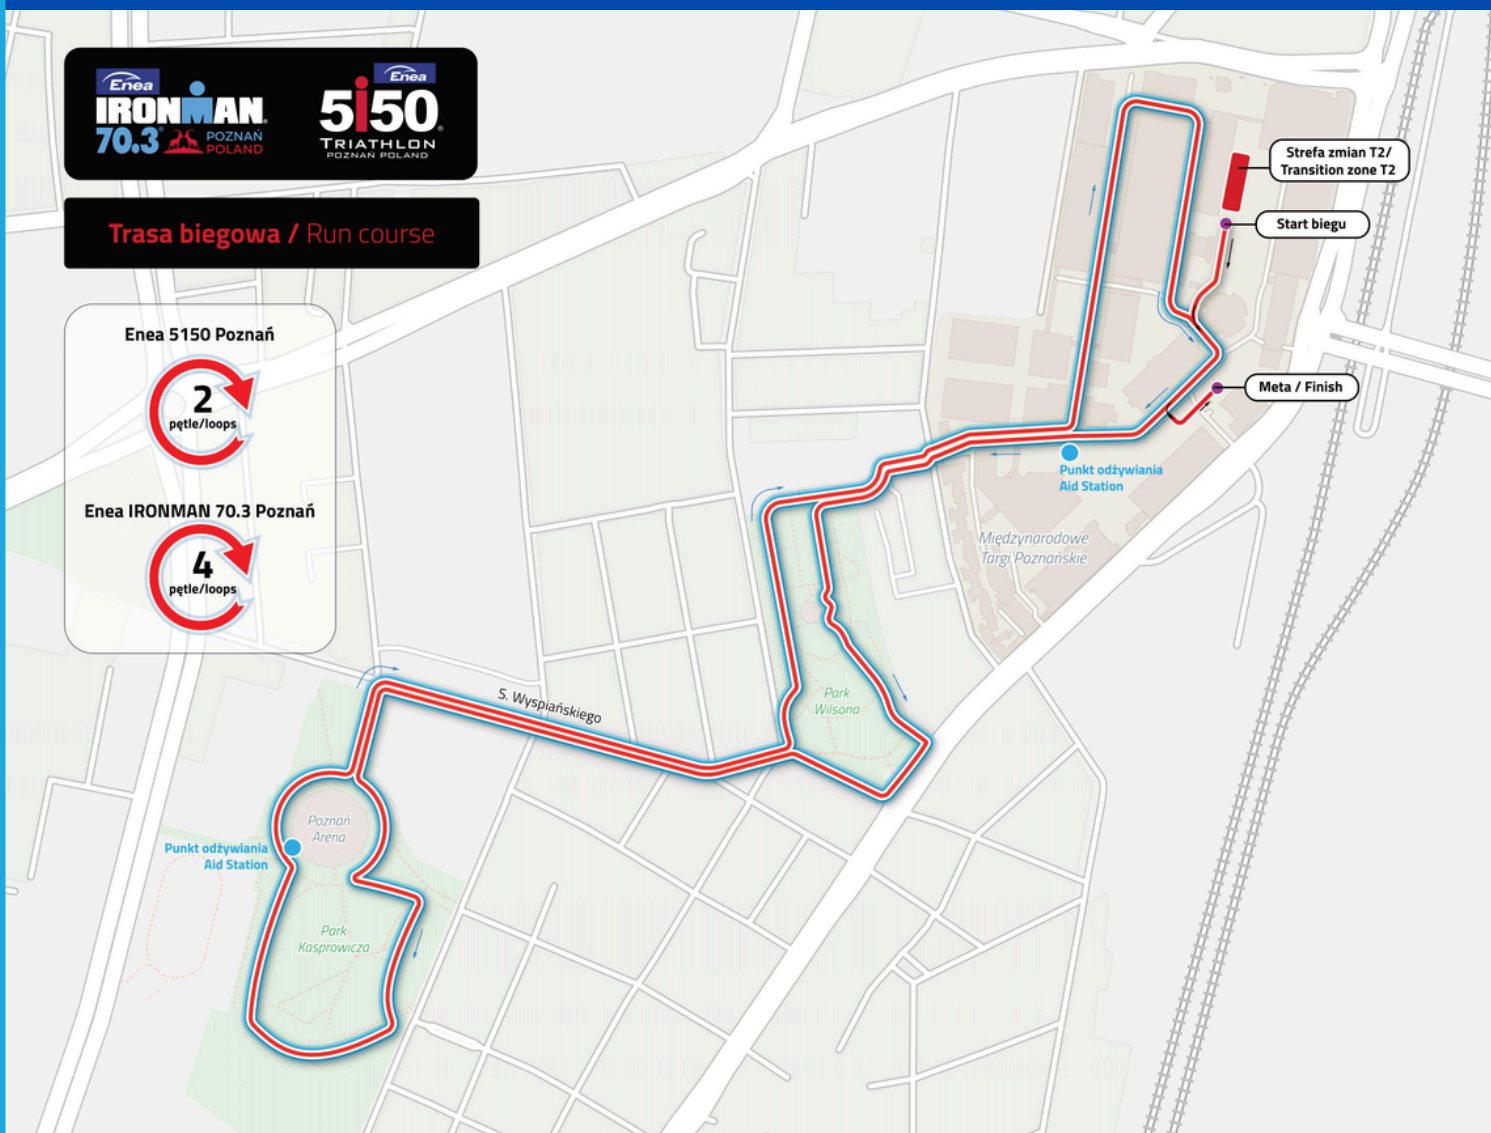 Enea
IRONMAN
70.3
POZNAŃ
POLAND
Enea
5i50
TRIATHLON
POZNAŃ POLAND
Trasa biegowa / Run course
Enea 5150 Poznań
2
pętle/loops
Enea IRONMAN 70.3 Poznań
4
pętle/loops
Strefa zmian T2/
Transition zone T2
Start biegu
Meta / Finish
Punkt odżywiania
Aid Station
Międzynarodowe
Targi Poznańskie
S. Wyspiańskiego
Park
Wilsona
Poznań
Arena
Punkt odżywiania
Aid Station
Park
Kasprowicza